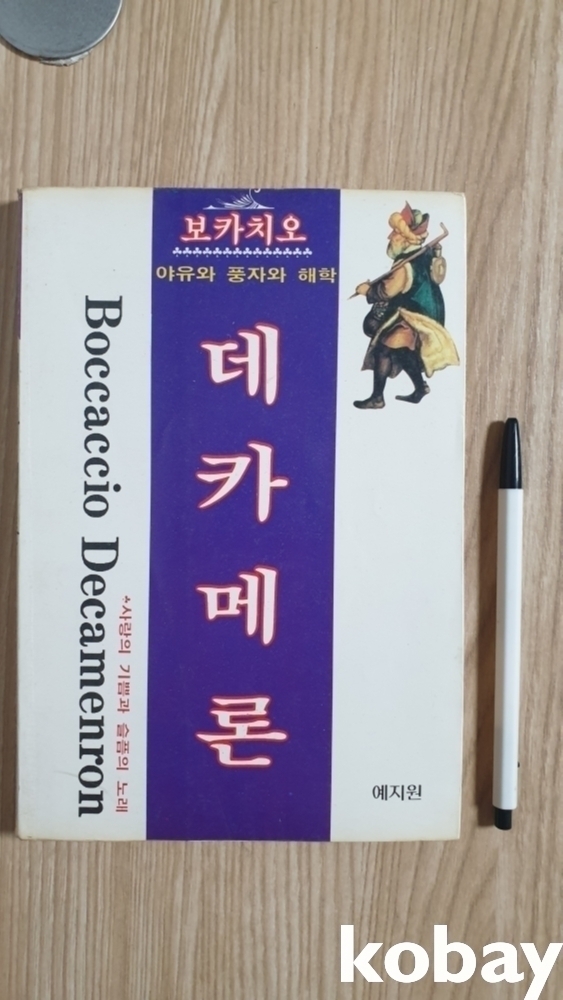 보카치오
야유와 풍자와 해학
데카메론
Boccaccio Decamenron
*사랑의 기쁨과 슬픔의 노래
예지원
kobay